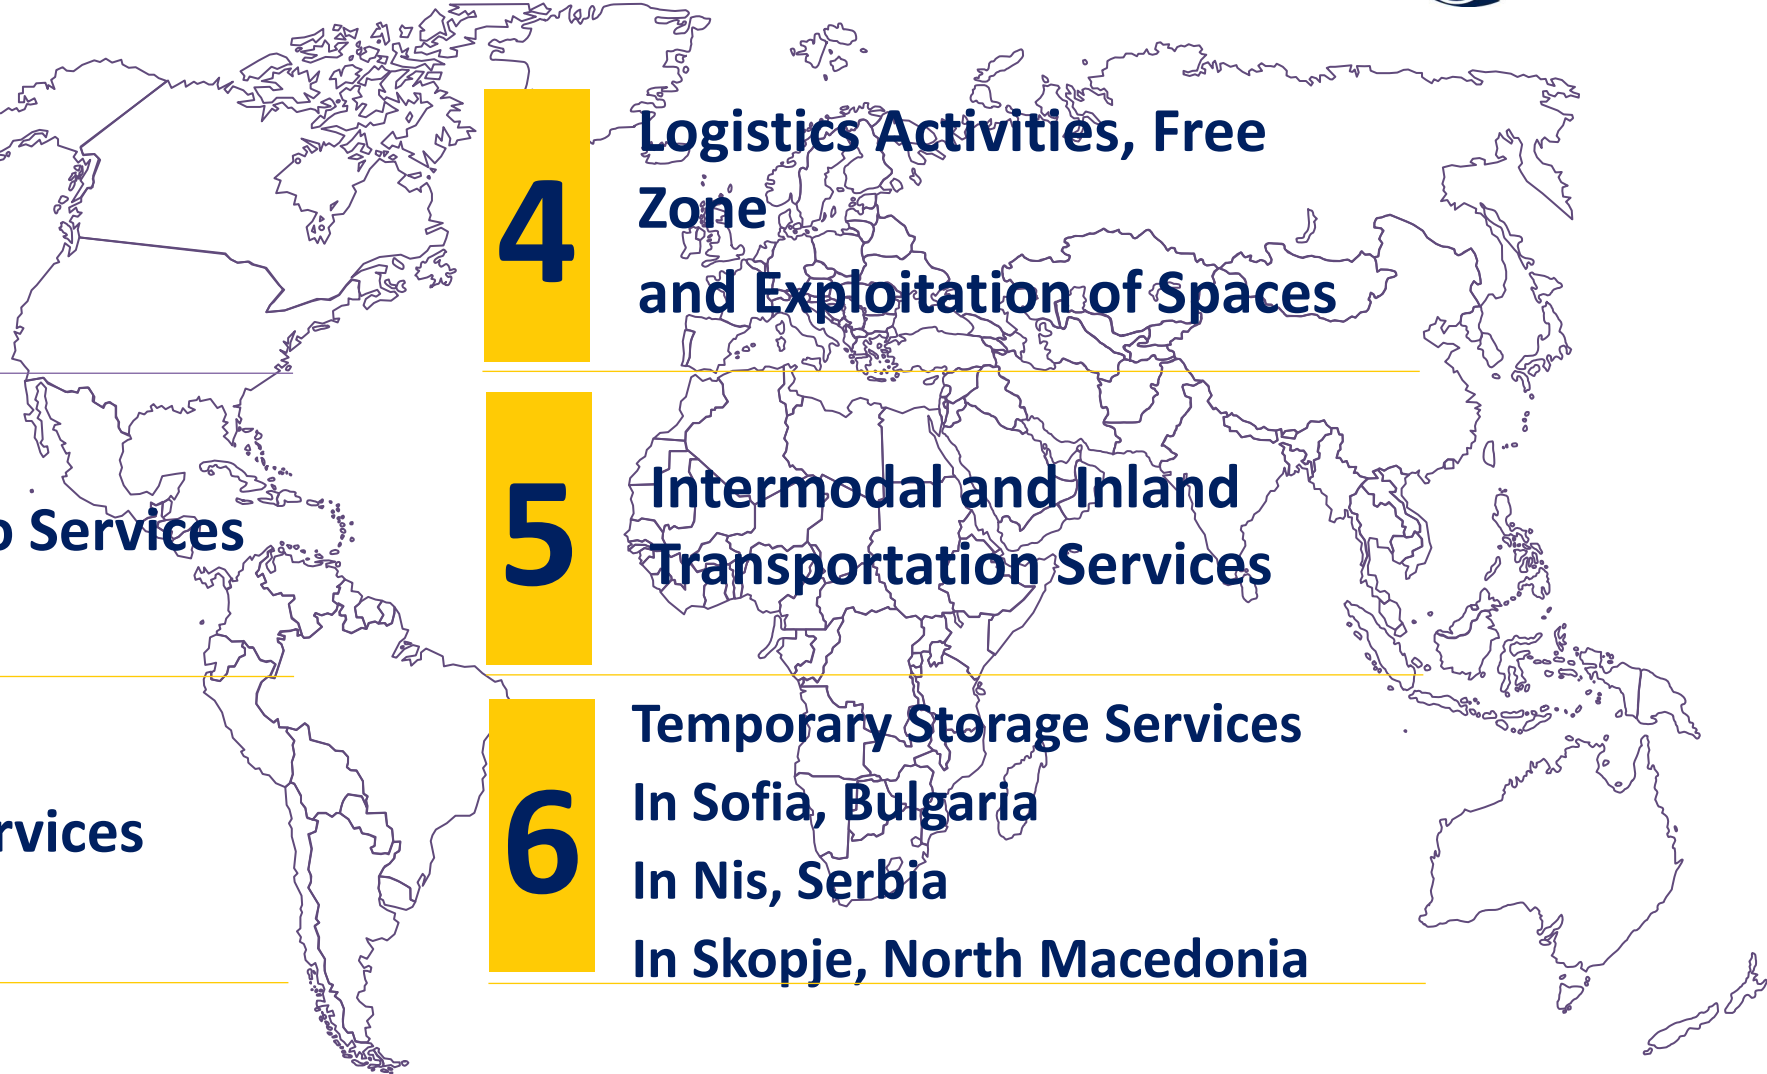 Services
rvices
4
Logistics Activities, Free
Zone
and Exploitation of Spaces
5
Intermodal and Inland
Transportation Services
6
Temporary Storage Services
In Sofia, Bulgaria
In Nis, Serbia
In Skopje, North Macedonia